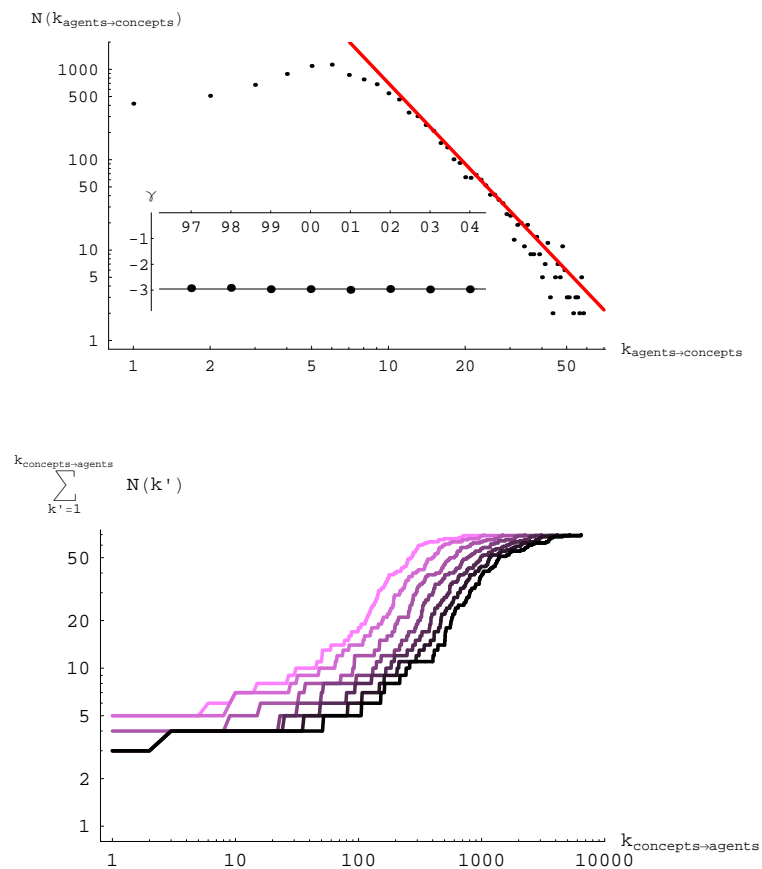 N(k_agents→concepts)
1000
500
100
50
10
5
1
γ
97 98 99 00 01 02 03 04
-1
-2
-3
1 2 5 10 20 50
k_agents→concepts
k_concepts→agents
∑ N(k')
k'=1
50
20
10
5
2
1
k_concepts→agents
1 10 100 1000 10000